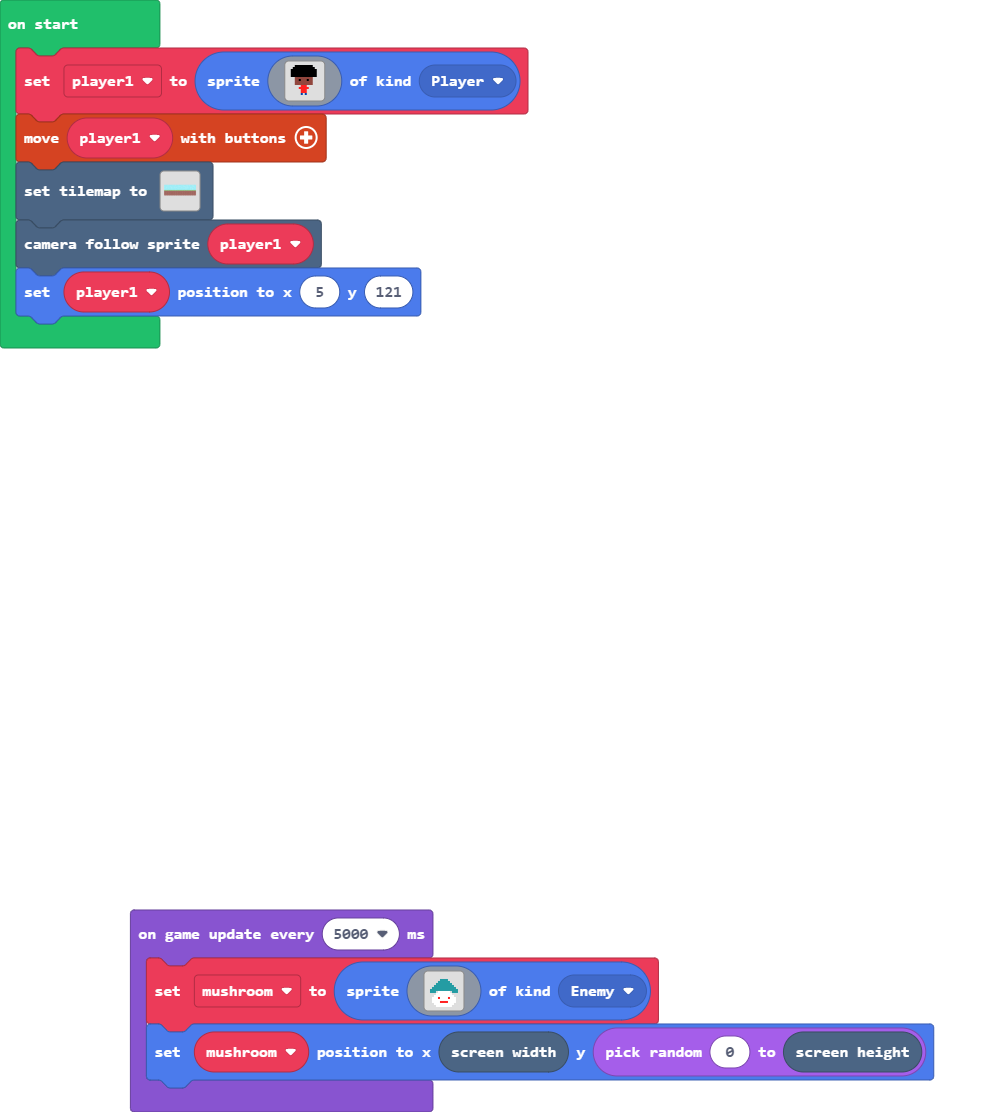 on start
set player1 to sprite of kind Player
move player1 with buttons
set tilemap to
camera follow sprite player1
set player1 position to x 5 y 121
on game update every 5000 ms
set mushroom to sprite of kind Enemy
set mushroom position to x screen width y pick random 0 to screen height